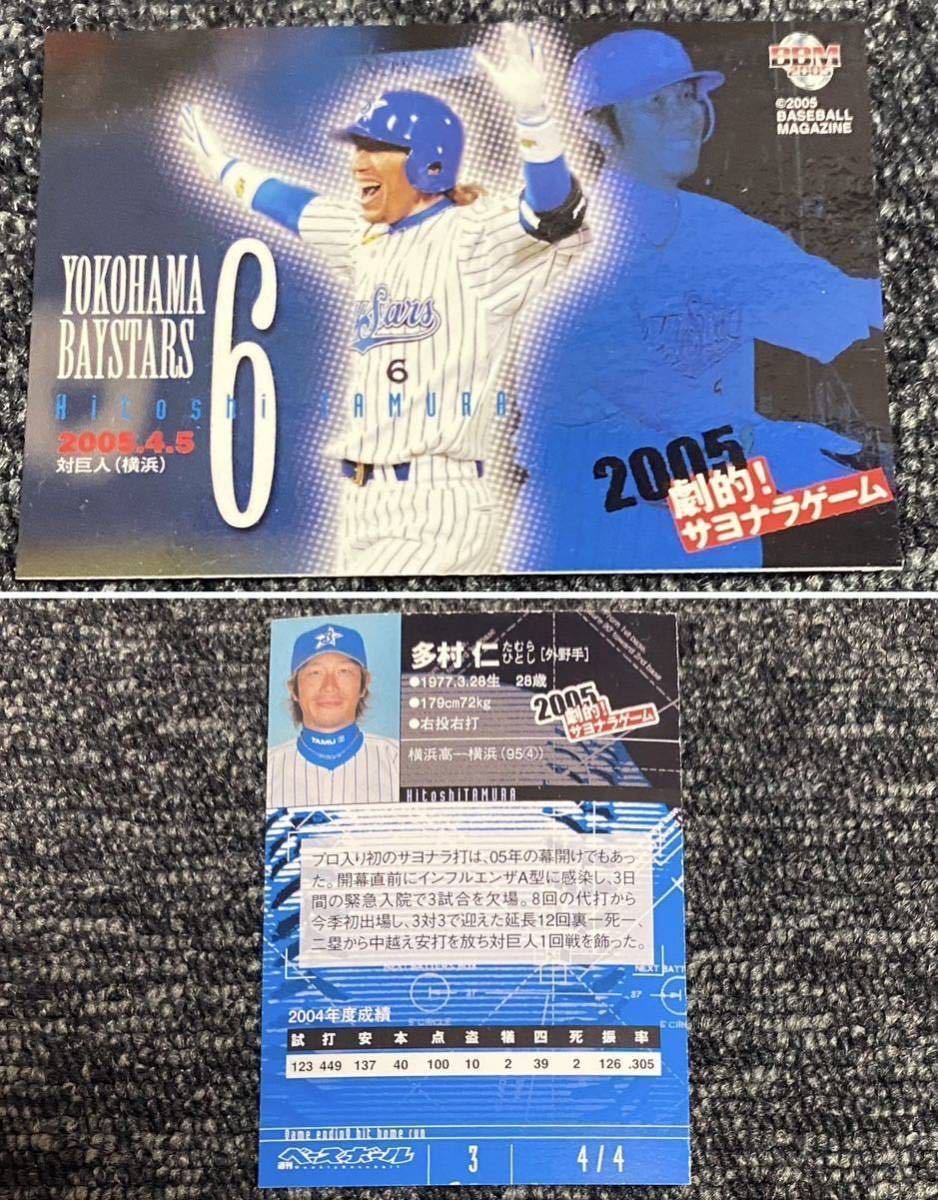 BBM
2005
©2005
BASEBALL
MAGAZINE
Stars
6
YOKOHAMA
BAYSTARS
6
Hitoshi TAMURA
2005.4.5
対巨人(横浜)
2005
劇的!
サヨナラゲーム
多村 仁 たむら ひとし [外野手]
●1977.3.28生 28歳
●179cm72kg
●右投右打
2005
劇的!
サヨナラゲーム
TAMU
横浜高一横浜(95④)
HitoshiTAMURA
プロ入り初のサヨナラ打は、05年の幕開けでもあっ
た。開幕直前にインフルエンザA型に感染し、3日
間の緊急入院で3試合を欠場。8回の代打から
今季初出場し、3対3で迎えた延長12回裏一死一、
二塁から中越え安打を放ち対巨人1回戦を飾った。
NEXT BATT
37
2004年度成績
試 打 安 本 点 盗 犠 四 死 振 率
123 449 137 40 100 10 2 39 2 126 .305
Game ending hit home run
週刊ベースボール
3
4/4